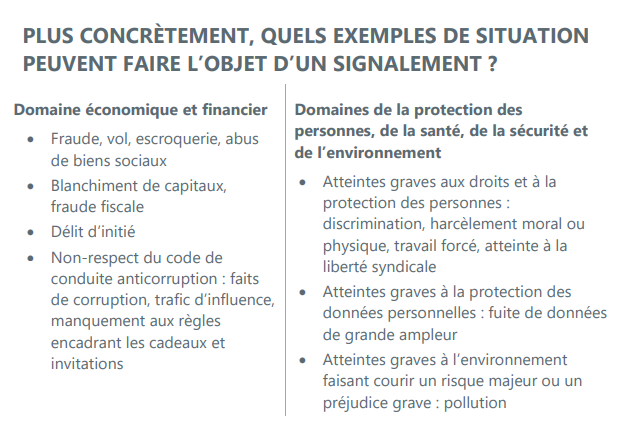 PLUS CONCRÈTEMENT, QUELS EXEMPLES DE SITUATION
PEUVENT FAIRE L’OBJET D’UN SIGNALEMENT ?
Domaine économique et financier
• Fraude, vol, escroquerie, abus
de biens sociaux
• Blanchiment de capitaux,
fraude fiscale
• Délit d’initié
• Non-respect du code de
conduite anticorruption : faits
de corruption, trafic d’influence,
manquement aux règles
encadrant les cadeaux et
invitations
Domaines de la protection des
personnes, de la santé, de la sécurité et
de l’environnement
• Atteintes graves aux droits et à la
protection des personnes :
discrimination, harcèlement moral ou
physique, travail forcé, atteinte à la
liberté syndicale
• Atteintes graves à la protection des
données personnelles : fuite de données
de grande ampleur
• Atteintes graves à l’environnement
faisant courir un risque majeur ou un
préjudice grave : pollution